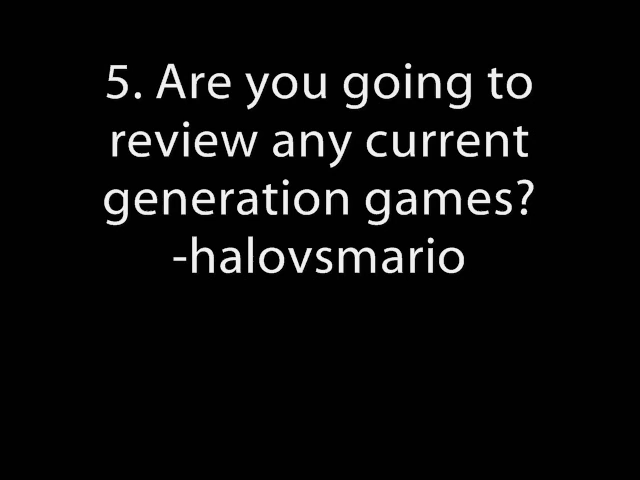 5. Are you going to
review any current
generation games?
-halovsmario